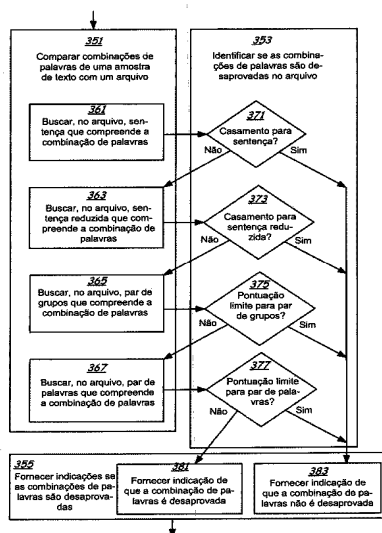 351
Comparar combinações de
palavras de uma amostra
de texto com um arquivo
353
Identificar se as combina-
ções de palavras são de-
saprovadas no arquivo
361
Buscar, no arquivo, sen-
tença que compreende a
combinação de palavras
371
Casamento para
sentença?
Não
Sim
363
Buscar, no arquivo, sen-
tença reduzida que com-
preende a combinação de
palavras
373
Casamento para
sentença redu-
zida?
Não
Sim
365
Buscar, no arquivo, par de
grupos que compreende a
combinação de palavras
375
Pontuação
limite para par
de grupos?
Não
Sim
367
Buscar, no arquivo, par de
palavras que compreende
a combinação de palavras
377
Pontuação limite
para par de pala-
vras?
Não
Sim
355
Fornecer indicações se
as combinações de pa-
lavras são desaprova-
das
381
Fornecer indicação de
que a combinação de pa-
lavras é desaprovada
383
Fornecer indicação de
que a combinação de pa-
lavras não é desaprovada